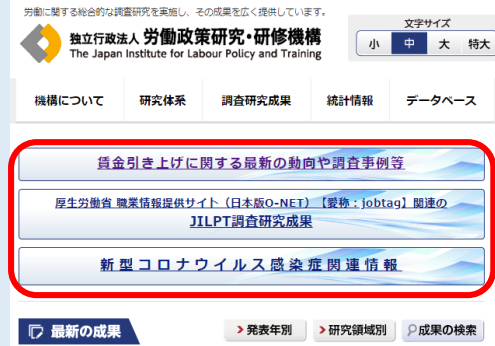 労働に関する総合的な調査研究を実施し、その成果を広く提供しています。
文字サイズ
独立行政法人 労働政策研究・研修機構
The Japan Institute for Labour Policy and Training
小 中 大 特大
機構について 研究体系 調査研究成果 統計情報 データベース
賃金引き上げに関する最新の動向や調査事例等
厚生労働省 職業情報提供サイト（日本版O-NET）【愛称：jobtag】関連の
JILPT調査研究成果
新型コロナウイルス感染症関連情報
最新の成果 発表年別 研究領域別 成果の検索